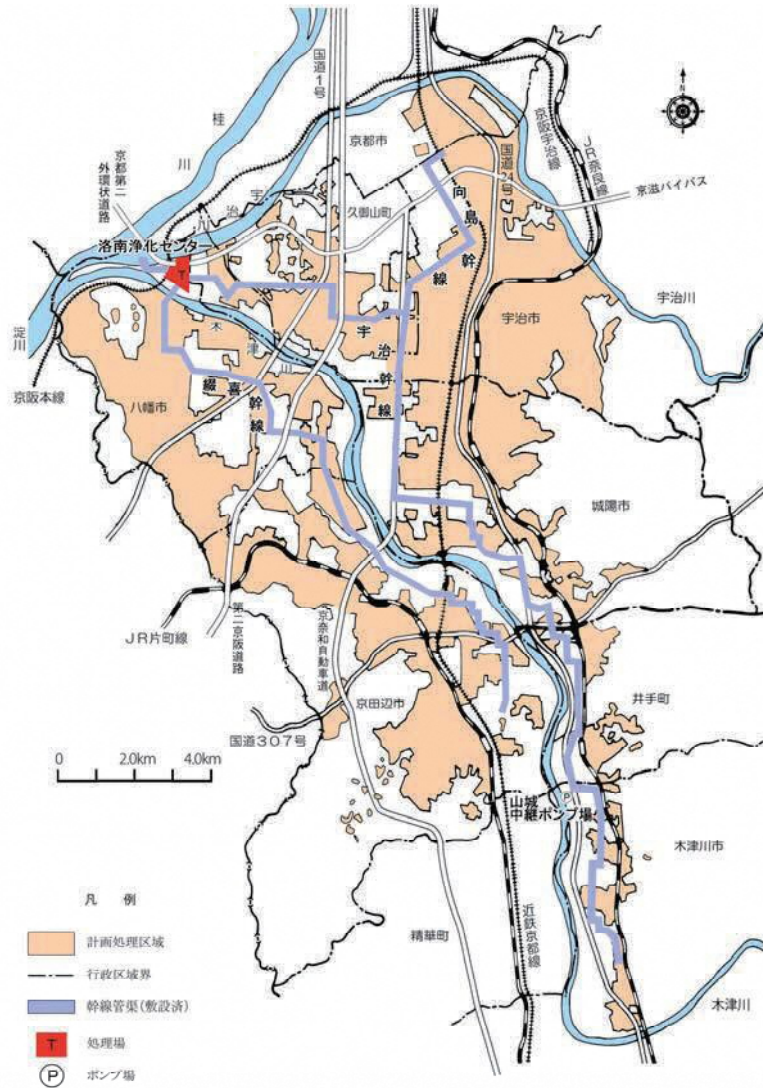 国道1号
桂川
京都市
京都第二
外環状道路
宇治川
久御山町
国道24号
京阪宇治線
JR奈良線
京滋バイパス
向島幹線
洛南浄化センター
T
木津川
宇治幹線
宇治市
宇治川
淀川
京阪本線
八幡市
綴喜幹線
城陽市
JR片町線
第二京阪道路
京奈和自動車道
京田辺市
国道307号
井手町
0 2.0km 4.0km
P
山城
中継ポンプ場
木津川市
近鉄京都線
精華町
木津川
N
凡 例
計画処理区域
行政区域界
幹線管渠(敷設済)
T 処理場
P ポンプ場